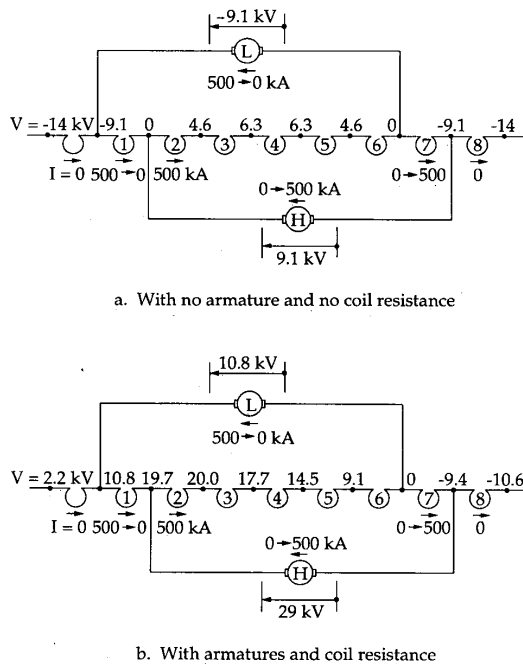 -9.1 kV
L
500→0 kA
V = -14 kV -9.1 0 4.6 6.3 6.3 4.6 0 -9.1 -14
1 2 3 4 5 6 7 8
I = 0 500→0 500 kA 0→500 0
0→500 kA
H
9.1 kV
a. With no armature and no coil resistance
10.8 kV
L
500→0 kA
V = 2.2 kV 10.8 19.7 20.0 17.7 14.5 9.1 0 -9.4 -10.6
1 2 3 4 5 6 7 8
I = 0 500→0 500 kA 0→500 0
0→500 kA
H
29 kV
b. With armatures and coil resistance